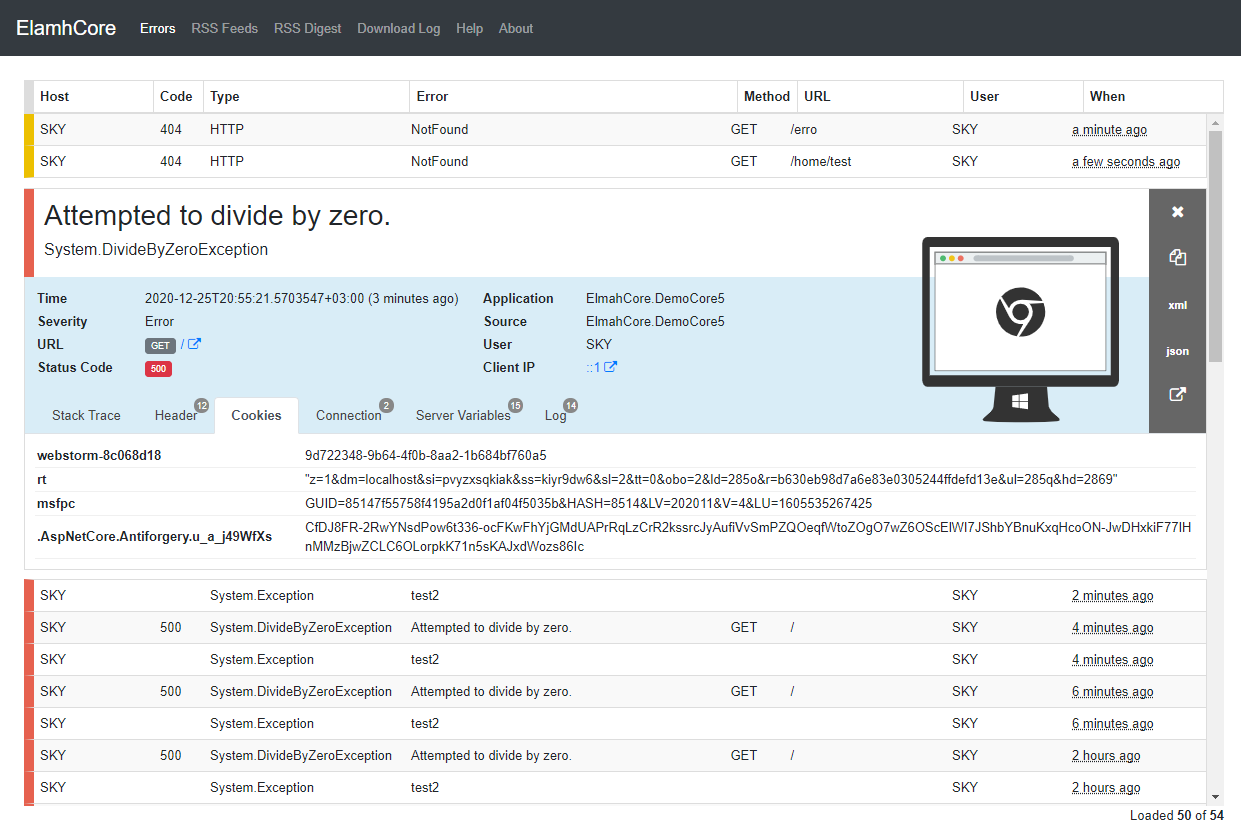 ElamhCore Errors RSS Feeds RSS Digest Download Log Help About
Host Code Type Error Method URL User When
SKY 404 HTTP NotFound GET /erro SKY a minute ago
SKY 404 HTTP NotFound GET /home/test SKY a few seconds ago
Attempted to divide by zero.
System.DivideByZeroException
Time 2020-12-25T20:55:21.5703547+03:00 (3 minutes ago) Application ElmahCore.DemoCore5
xml
Severity Error Source ElmahCore.DemoCore5
URL GET / User SKY
json
Status Code 500 Client IP ::1
Stack Trace Header 12 Cookies Connection 2 Server Variables 15 Log 14
webstorm-8c068d18 9d722348-9b64-4f0b-8aa2-1b684bf760a5
rt "z=1&dm=localhost&si=pvyzxsqkiak&ss=kiyr9dw6&sl=2&tt=0&obo=2&ld=285o&r=b630eb98d7a6e83e0305244ffdefd13e&ul=285q&hd=2869"
msfpc GUID=85147f55758f4195a2d0f1af04f5035b&HASH=8514&LV=202011&V=4&LU=1605535267425
.AspNetCore.Antiforgery.u_a_j49WfXs CfDJ8FR-2RwYNsdPow6t336-ocFKwFhYjGMdUAPrRqLzCrR2kssrcJyAufiVvSmPZQOeqfWtoZOgO7wZ6OScEIWI7JShbYBnuKxqHcoON-JwDHxkiF77IH
nMMzBjwZCLC6OLorpkK71n5sKAJxdWozs86Ic
SKY System.Exception test2 SKY 2 minutes ago
SKY 500 System.DivideByZeroException Attempted to divide by zero. GET / SKY 4 minutes ago
SKY System.Exception test2 SKY 4 minutes ago
SKY 500 System.DivideByZeroException Attempted to divide by zero. GET / SKY 6 minutes ago
SKY System.Exception test2 SKY 6 minutes ago
SKY 500 System.DivideByZeroException Attempted to divide by zero. GET / SKY 2 hours ago
SKY System.Exception test2 SKY 2 hours ago
Loaded 50 of 54